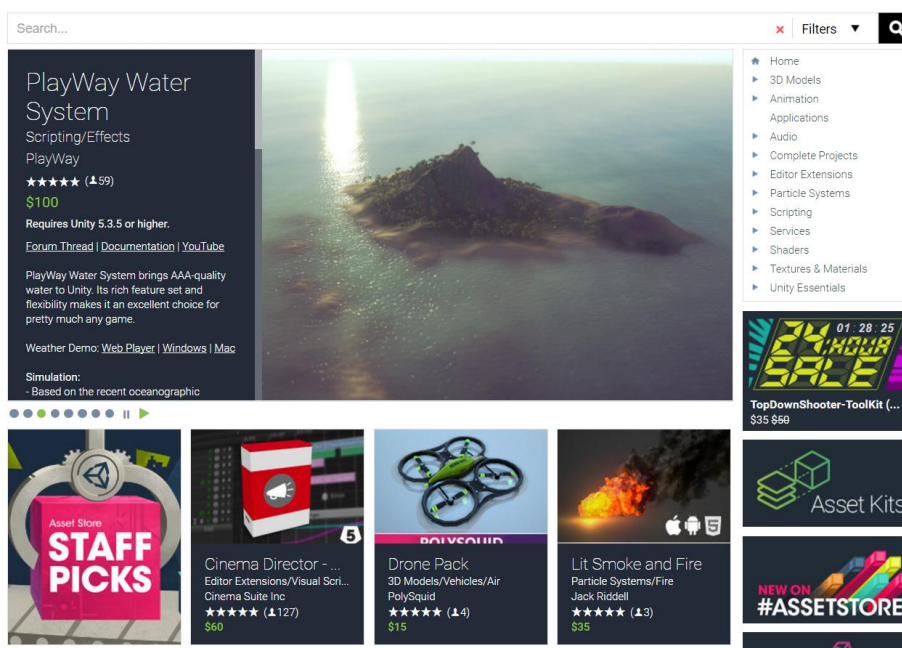 Search...
× Filters ▼
PlayWay Water
System
Scripting/Effects
PlayWay
★★★★★ (59)
$100
Requires Unity 5.3.5 or higher.
Forum Thread | Documentation | YouTube
PlayWay Water System brings AAA-quality
water to Unity. Its rich feature set and
flexibility makes it an excellent choice for
pretty much any game.
Weather Demo: Web Player | Windows | Mac
Simulation:
- Based on the recent oceanographic
Home
3D Models
Animation
Applications
Audio
Complete Projects
Editor Extensions
Particle Systems
Scripting
Services
Shaders
Textures & Materials
Unity Essentials
01:28:25
24
HOUR
SALE
TopDownShooter-ToolKit (...
$35 $50
Asset Kits
NEW ON
#ASSETSTORE
Asset Store
STAFF
PICKS
5
Cinema Director - ...
Editor Extensions/Visual Scri...
Cinema Suite Inc
★★★★★ (127)
$60
POLYSQUID
Drone Pack
3D Models/Vehicles/Air
PolySquid
★★★★★ (4)
$15
5
Lit Smoke and Fire
Particle Systems/Fire
Jack Riddell
★★★★★ (3)
$35